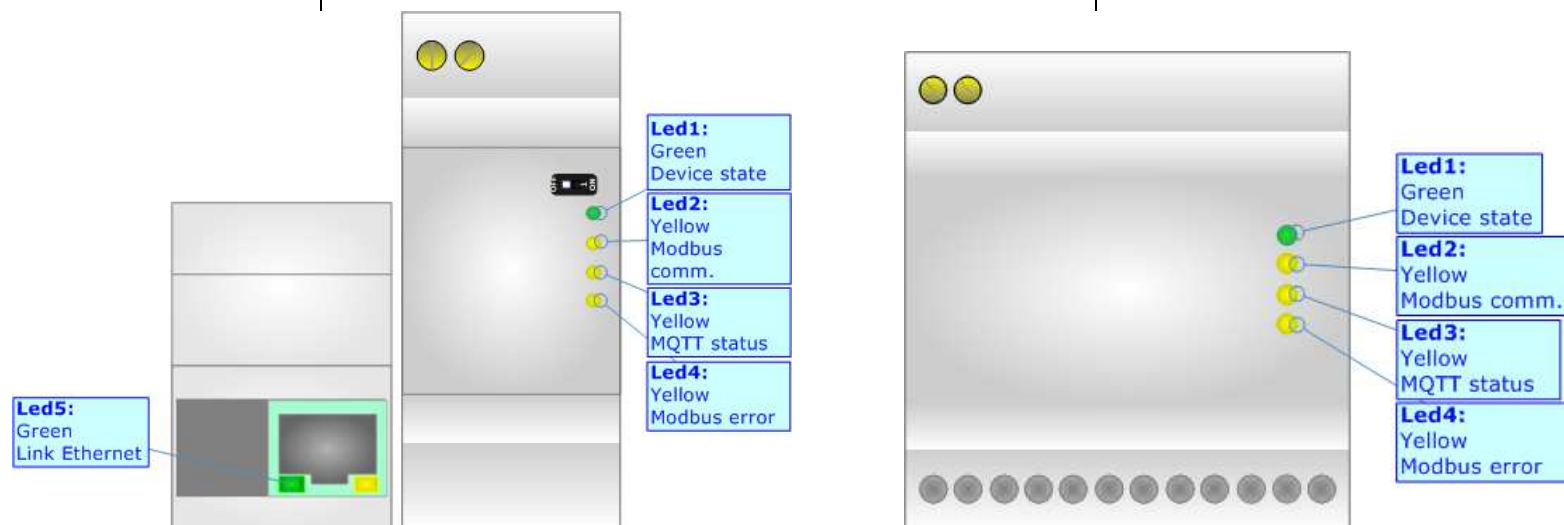 Led1:
Green
Device state
Led2:
Yellow
Modbus
comm.
Led3:
Yellow
MQTT status
Led4:
Yellow
Modbus error
Led5:
Green
Link Ethernet
Led1:
Green
Device state
Led2:
Yellow
Modbus comm.
Led3:
Yellow
MQTT status
Led4:
Yellow
Modbus error